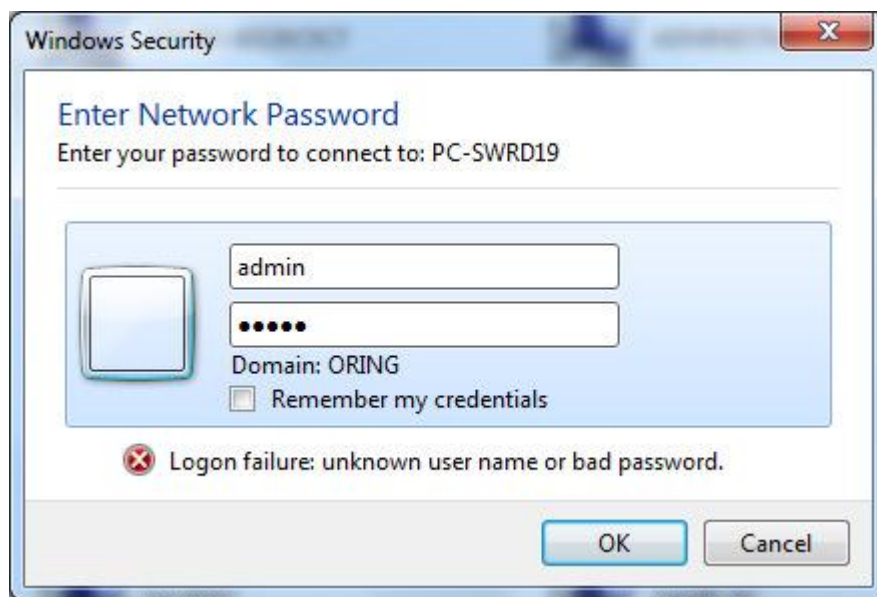 Windows Security
Enter Network Password
Enter your password to connect to: PC-SWRD19
admin
●●●●●
Domain: ORING
Remember my credentials
Logon failure: unknown user name or bad password.
OK
Cancel